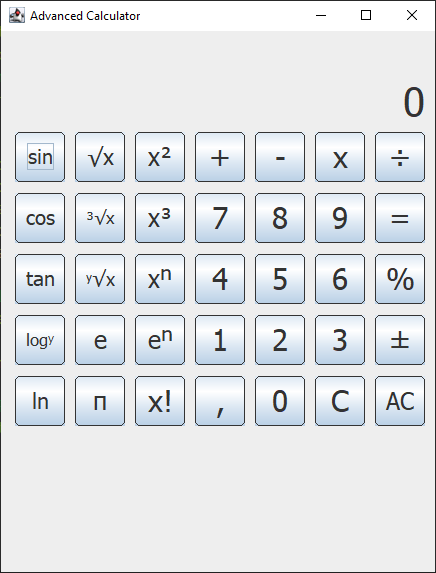 Advanced Calculator
0
sin √x x² + - x ÷
cos ³√x x³ 7 8 9 =
tan ʸ√x xⁿ 4 5 6 %
logʸ e eⁿ 1 2 3 ±
ln п x! , 0 C AC